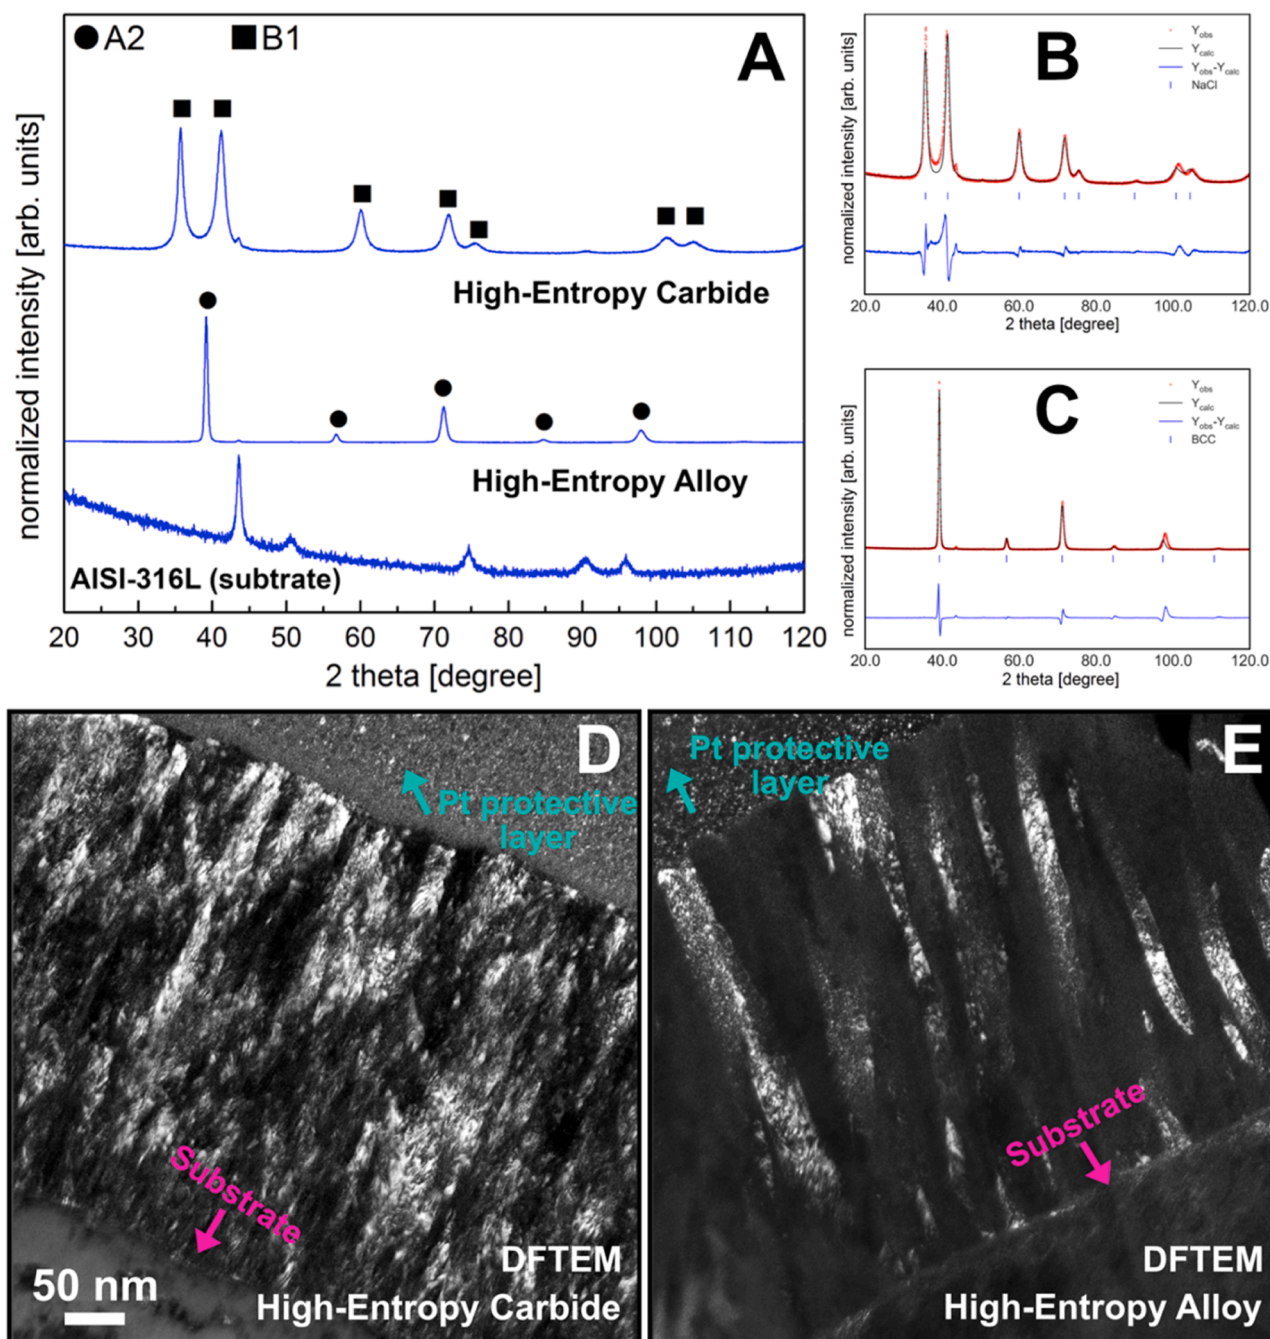 A2 B1 A
normalized intensity [arb. units]
High-Entropy Carbide
High-Entropy Alloy
AISI-316L (subtrate)
20 30 40 50 60 70 80 90 100 110 120
2 theta [degree]
B
Yobs
Ycalc
Yobs-Ycalc
NaCl
normalized intensity [arb. units]
20.0 40.0 60.0 80.0 100.0 120.0
2 theta [degree]
C
Yobs
Ycalc
Yobs-Ycalc
BCC
normalized intensity [arb. units]
20.0 40.0 60.0 80.0 100.0 120.0
2 theta [degree]
D
Pt protective
layer
Substrate
50 nm
DFTEM
High-Entropy Carbide
E
Pt protective
layer
Substrate
DFTEM
High-Entropy Alloy